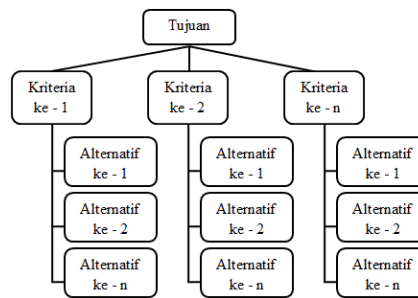 Tujuan
Kriteria
ke - 1
Kriteria
ke - 2
Kriteria
ke - n
Alternatif
ke - 1
Alternatif
ke - 1
Alternatif
ke - 1
Alternatif
ke - 2
Alternatif
ke - 2
Alternatif
ke - 2
Alternatif
ke - n
Alternatif
ke - n
Alternatif
ke - n